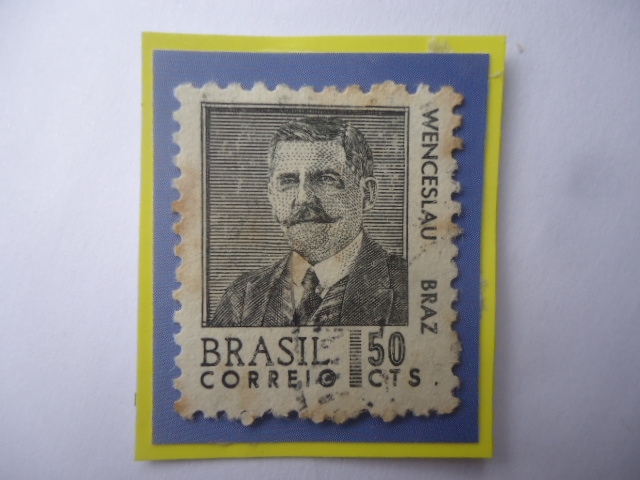 WENCESLAU BRAZ
BRASIL 50
CORREIO CTS